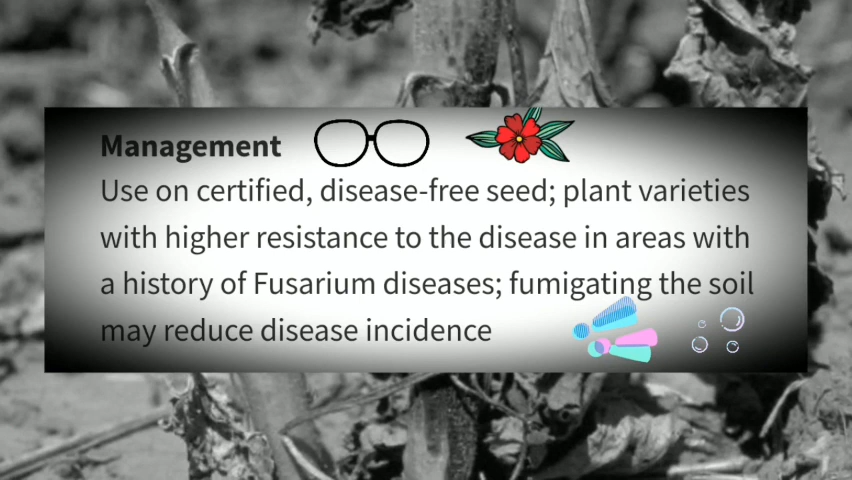 Management
Use on certified, disease-free seed; plant varieties
with higher resistance to the disease in areas with
a history of Fusarium diseases; fumigating the soil
may reduce disease incidence